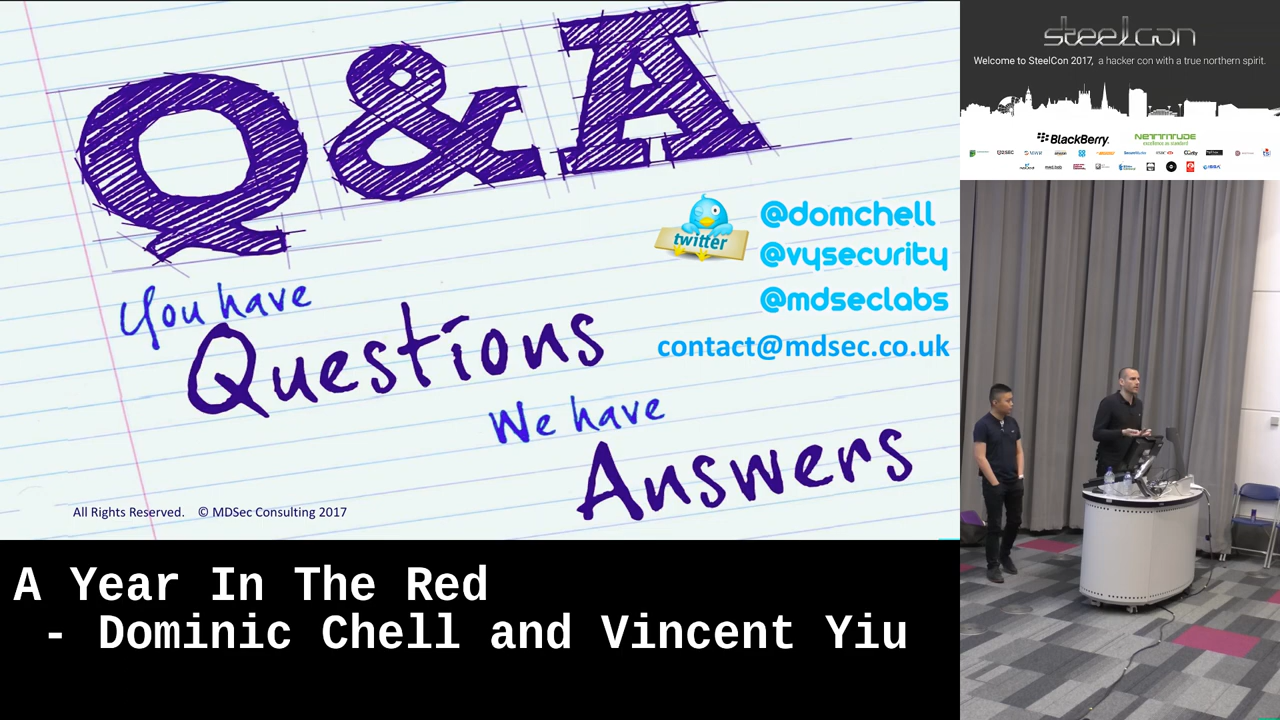 Q&A
You have
Questions
We have
Answers
twitter
@domchell
@vysecurity
@mdseclabs
contact@mdsec.co.uk
All Rights Reserved. © MDSec Consulting 2017
A Year In The Red
- Dominic Chell and Vincent Yiu
steelcon
Welcome to SteelCon 2017, a hacker con with a true northern spirit.
BlackBerry
NETTITUDE